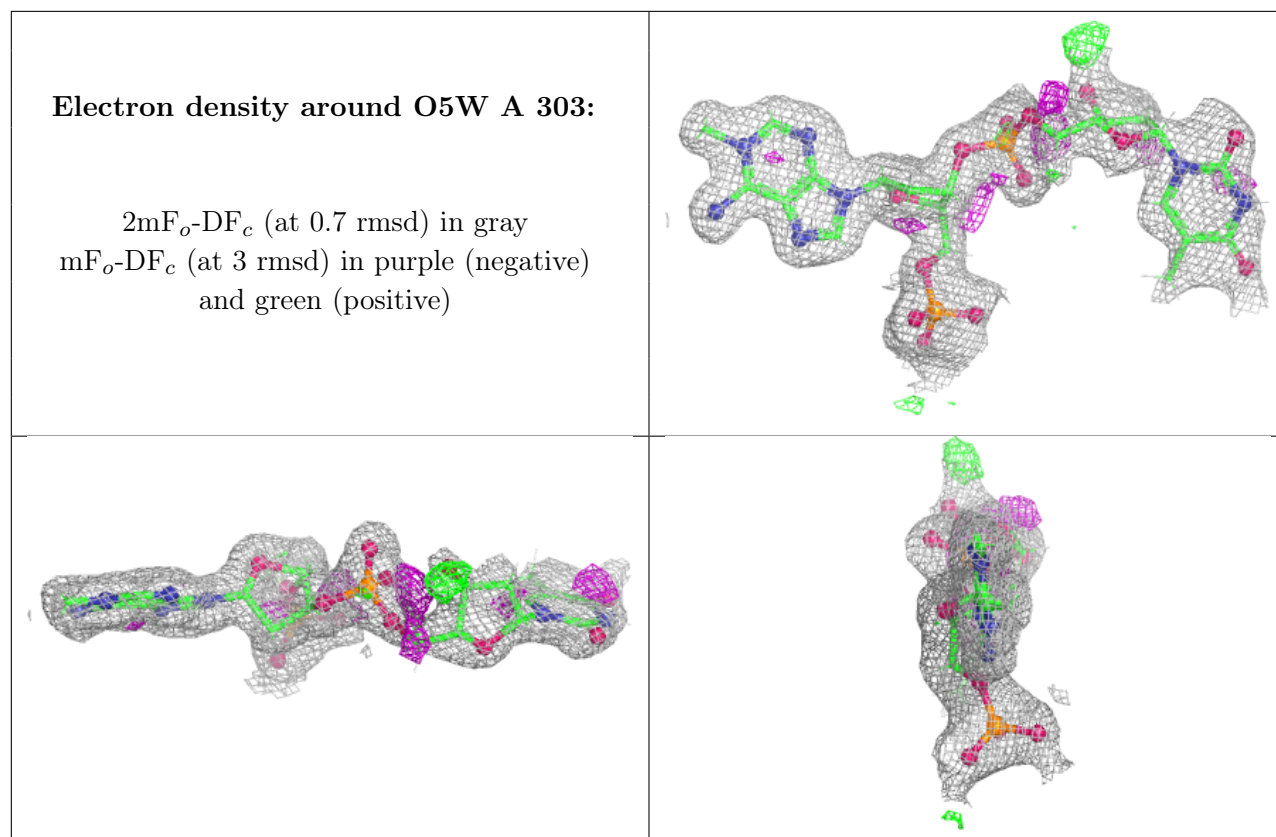 Electron density around O5W A 303:
2mFo-DFc (at 0.7 rmsd) in gray
mFo-DFc (at 3 rmsd) in purple (negative)
and green (positive)